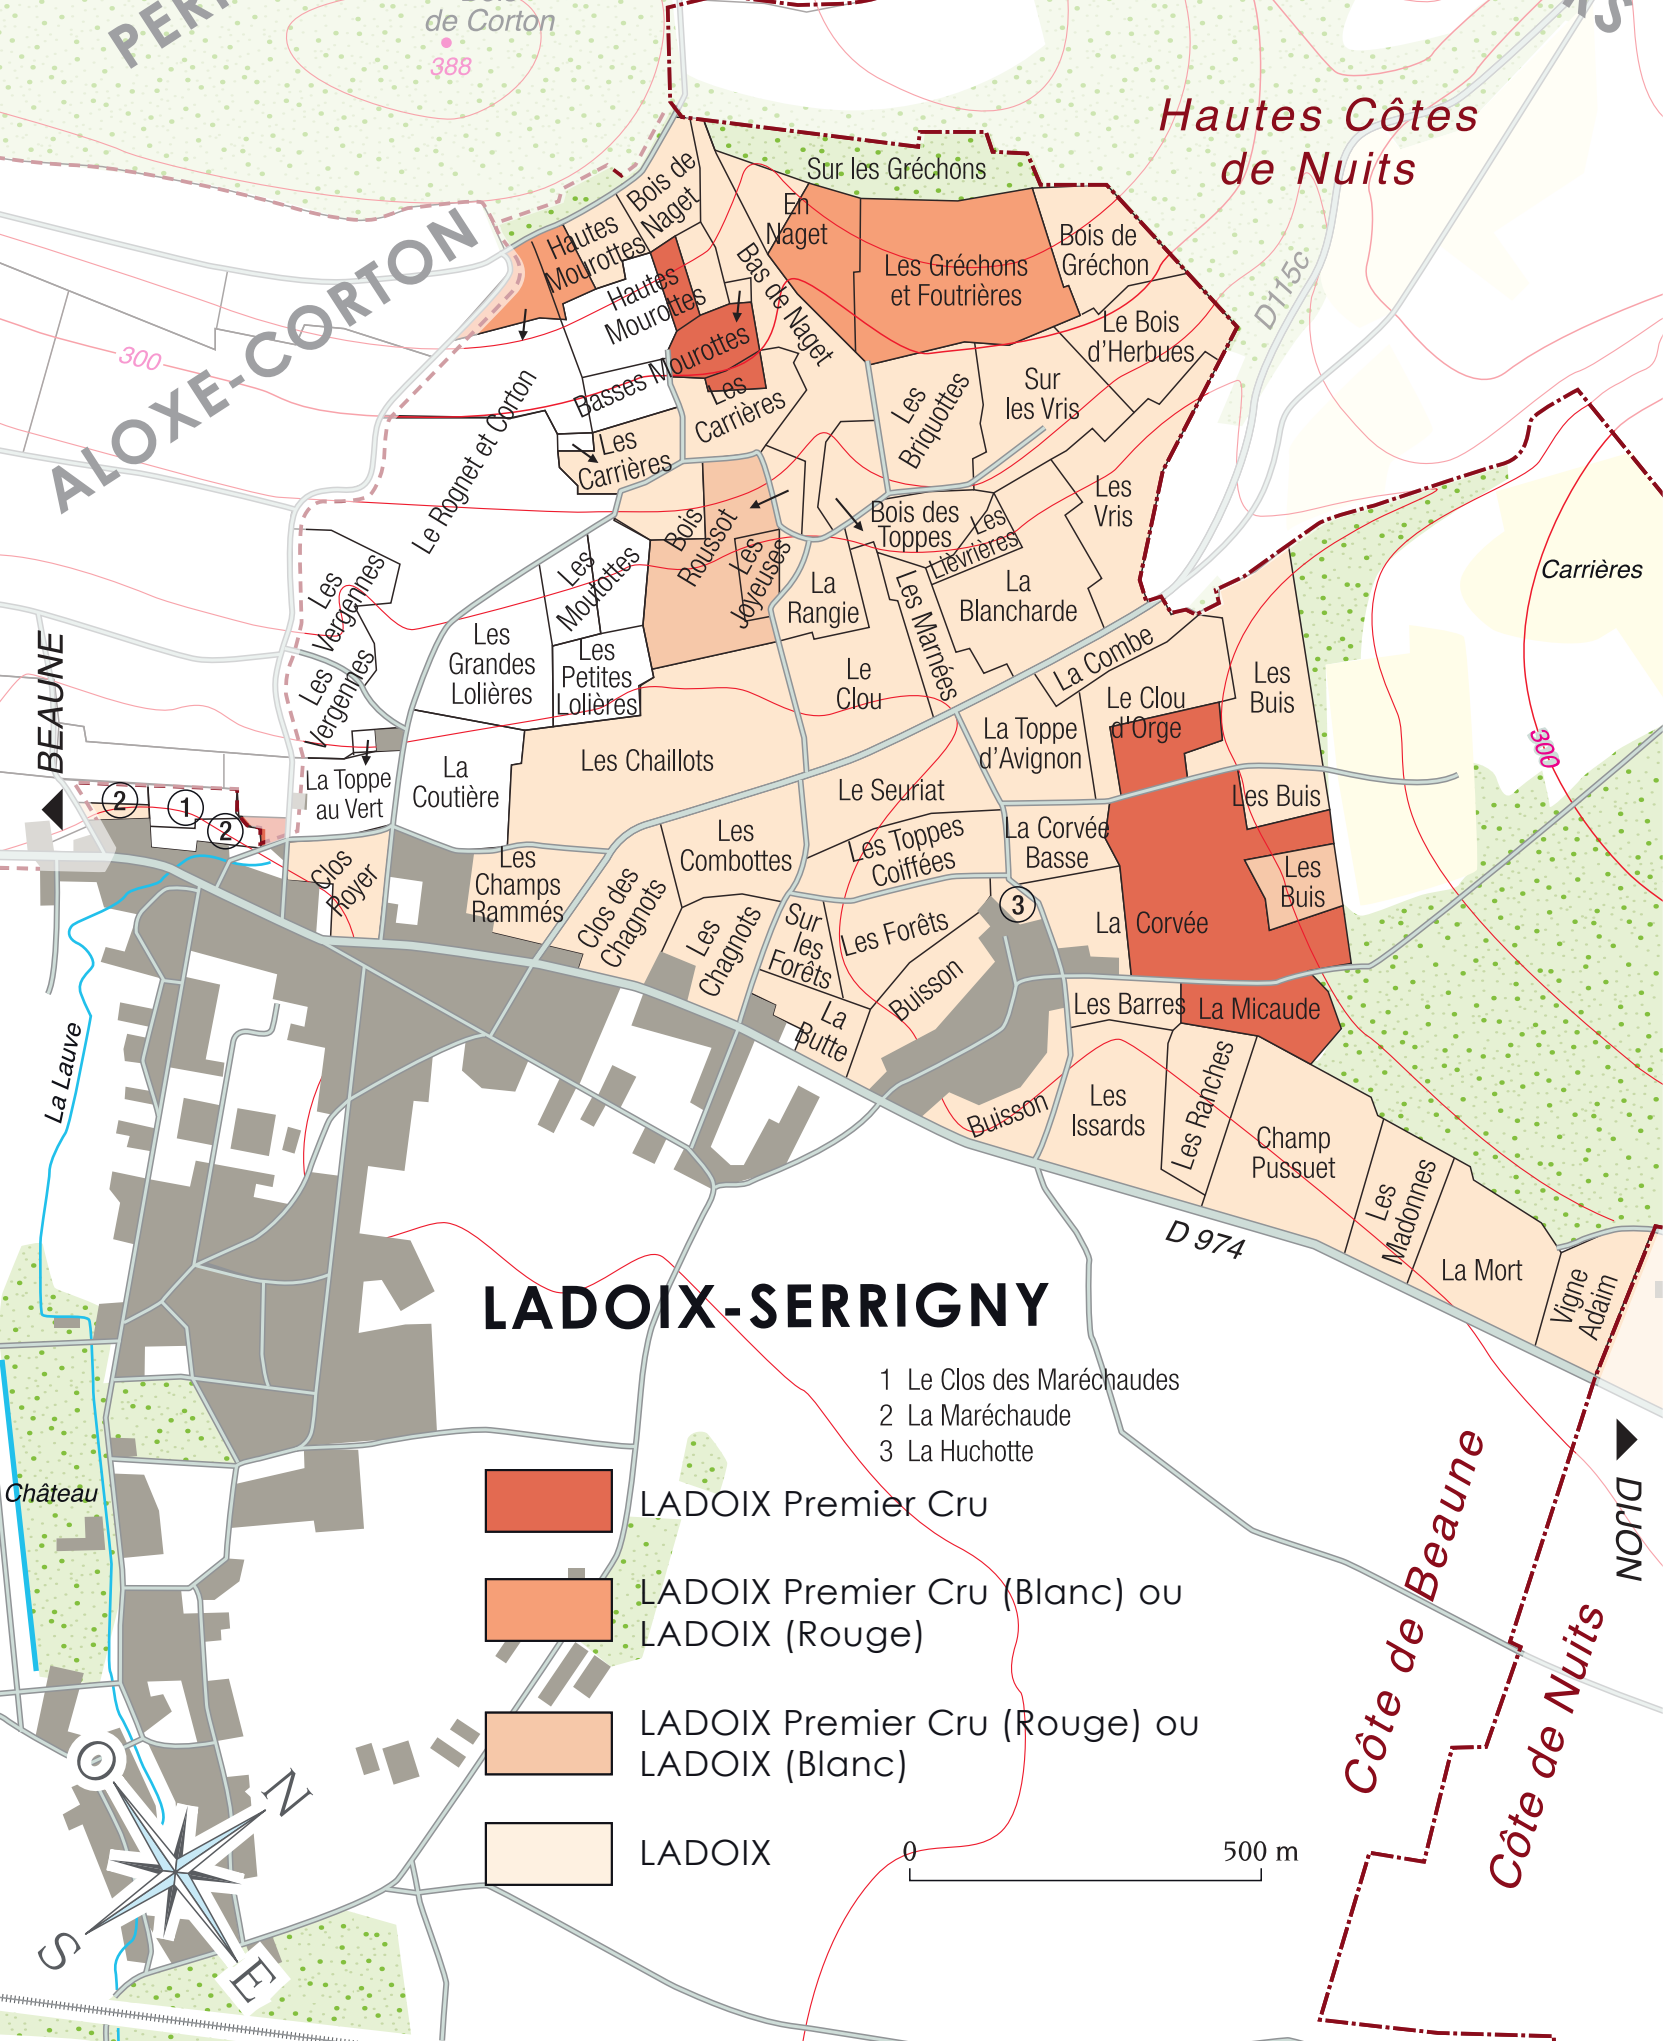 de Corton
388
Hautes Côtes
de Nuits
Sur les Gréchons
Bois de
Naget
En
Naget
Hautes
Mourottes
Bois de
Gréchon
Les Gréchons
et Foutrières
Bas de Naget
D115c
Hautes
Mourottes
ALOXE-CORTON
300
Le Bois
d'Herbues
Basses Mourottes
Les
Carrières
Sur
les Vris
Les
Briquottes
Le Rognet et Corton
Les
Carrières
Les
Vris
Bois des
Toppes
Les
Lièvrières
Bois
Roussot
Les
Joyeuses
Carrières
Les
Vergennes
Les
Moutottes
La
Rangie
La
Blancharde
Les Marnées
Les
Grandes
Lolières
Les
Petites
Lolières
La Combe
Le
Clou
Les
Buis
Les
Vergennes
Le Clou
d'Orge
BEAUNE
La Toppe
d'Avignon
300
Les Chaillots
La Toppe
au Vert
La
Coutière
Le Seuriat
Les Buis
2
1
2
Les
Combottes
Les Toppes
Coiffées
La Corvée
Basse
Clos
Royer
Les
Champs
Rammés
Les
Buis
Clos des
Chagnots
3
Les
Chagnots
Sur
les
Forêts
Les Forêts
La Corvée
Buisson
Les Barres
La Micaude
La
Butte
La Lauve
Buisson
Les
Issards
Les Ranches
Champ
Pussuet
Les
Madonnes
D 974
La Mort
Vigne
Adaim
LADOIX-SERRIGNY
1 Le Clos des Maréchaudes
2 La Maréchaude
3 La Huchotte
Château
LADOIX Premier Cru
LADOIX Premier Cru (Blanc) ou
LADOIX (Rouge)
LADOIX Premier Cru (Rouge) ou
LADOIX (Blanc)
LADOIX
0 500 m
DIJON
Côte de Beaune
Côte de Nuits
O
N
S
E